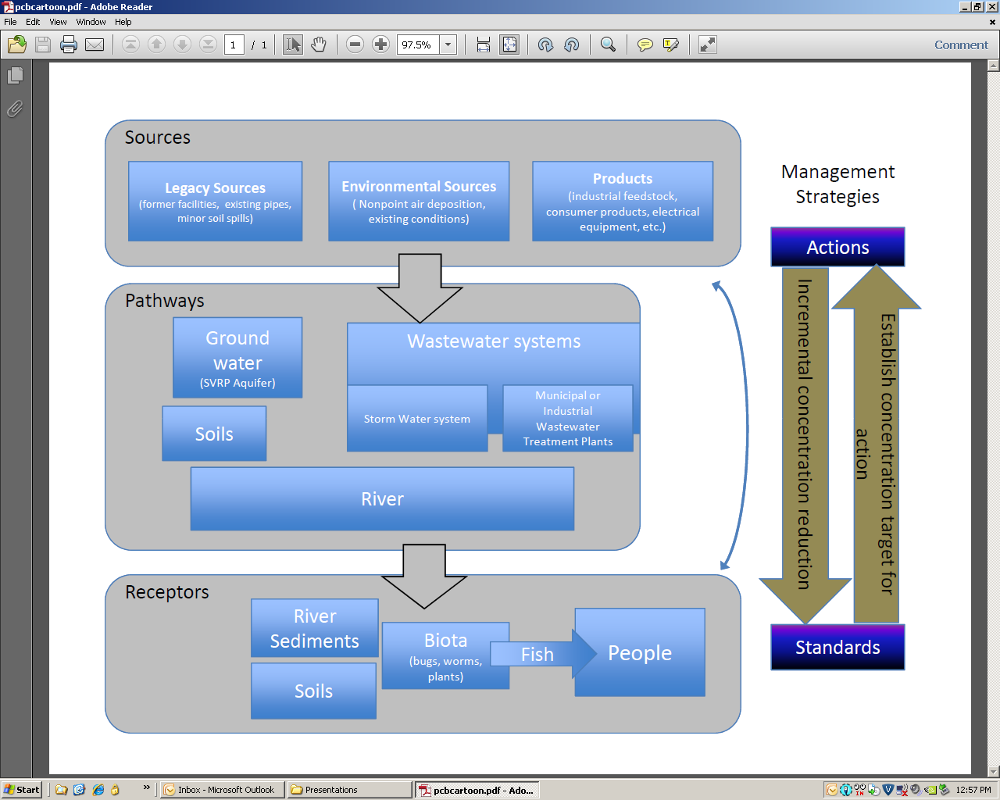 pcbcartoon.pdf - Adobe Reader
File Edit View Window Help
1 / 1 97.5% Comment
Sources
Legacy Sources
(former facilities, existing pipes,
minor soil spills)
Environmental Sources
( Nonpoint air deposition,
existing conditions)
Products
(industrial feedstock,
consumer products, electrical
equipment, etc.)
Management
Strategies
Actions
Incremental concentration reduction
Establish concentration target for
action
Standards
Pathways
Ground
water
(SVRP Aquifer)
Soils
Wastewater systems
Storm Water system
Municipal or
Industrial
Wastewater
Treatment Plants
River
Receptors
River
Sediments
Soils
Biota
(bugs, worms,
plants)
Fish
People
Start
Inbox - Microsoft Outlook
Presentations
pcbcartoon.pdf - Ado...
12:57 PM